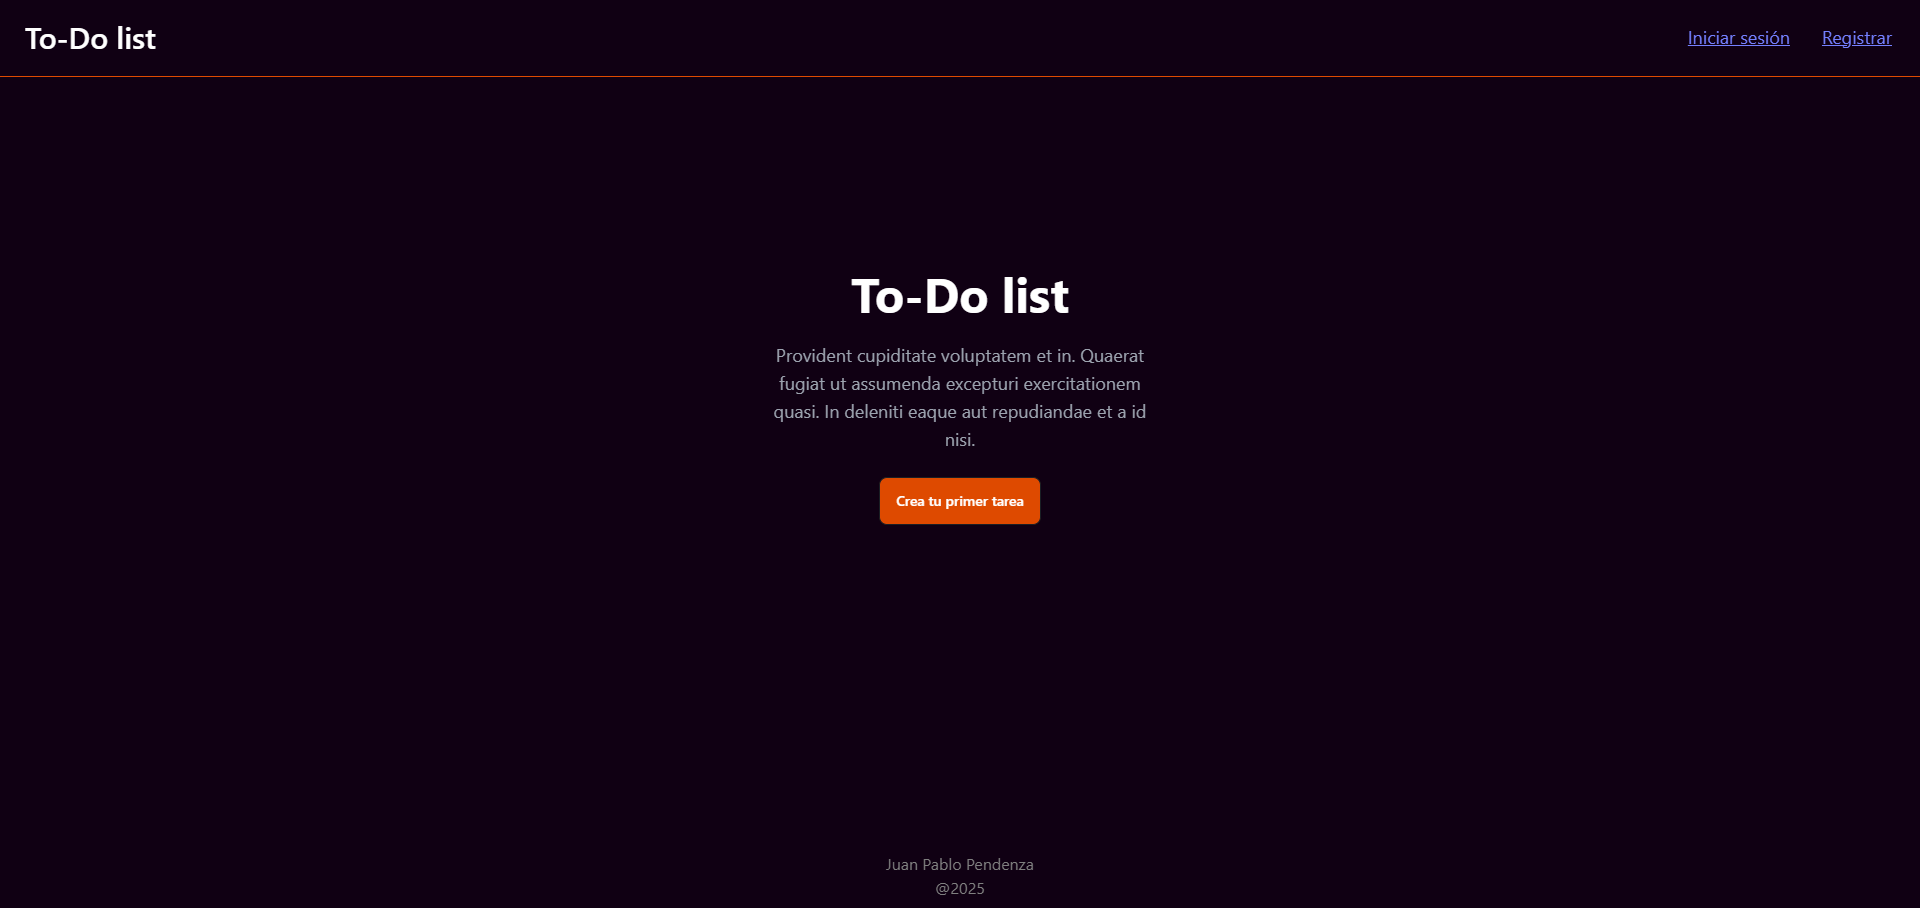 To-Do list
Iniciar sesión
Registrar
To-Do list
Provident cupiditate voluptatem et in. Quaerat
fugiat ut assumenda excepturi exercitationem
quasi. In deleniti eaque aut repudiandae et a id
nisi.
Crea tu primer tarea
Juan Pablo Pendenza
@2025